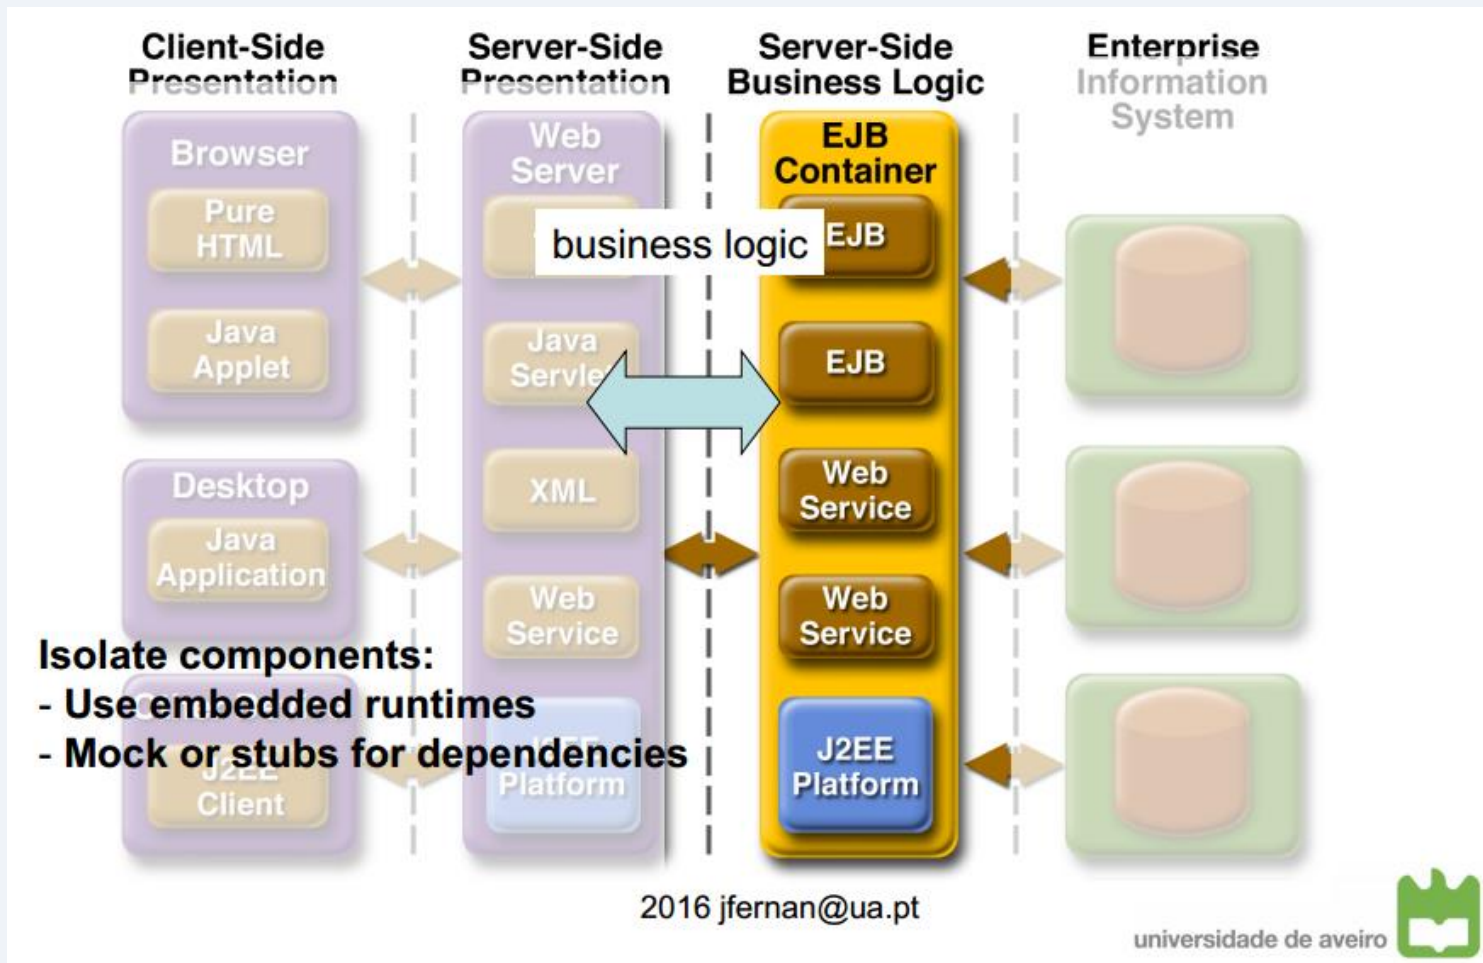 Client-Side
Presentation
Server-Side
Presentation
Server-Side
Business Logic
Enterprise
Information
System
Browser
Pure
HTML
Java
Applet
Desktop
Java
Application
J2EE
Client
Web
Server
Java
Servlet
XML
Web
Service
Platform
business logic
EJB
Container
EJB
EJB
Web
Service
Web
Service
J2EE
Platform
Isolate components:
- Use embedded runtimes
- Mock or stubs for dependencies
2016 jfernan@ua.pt
universidade de aveiro